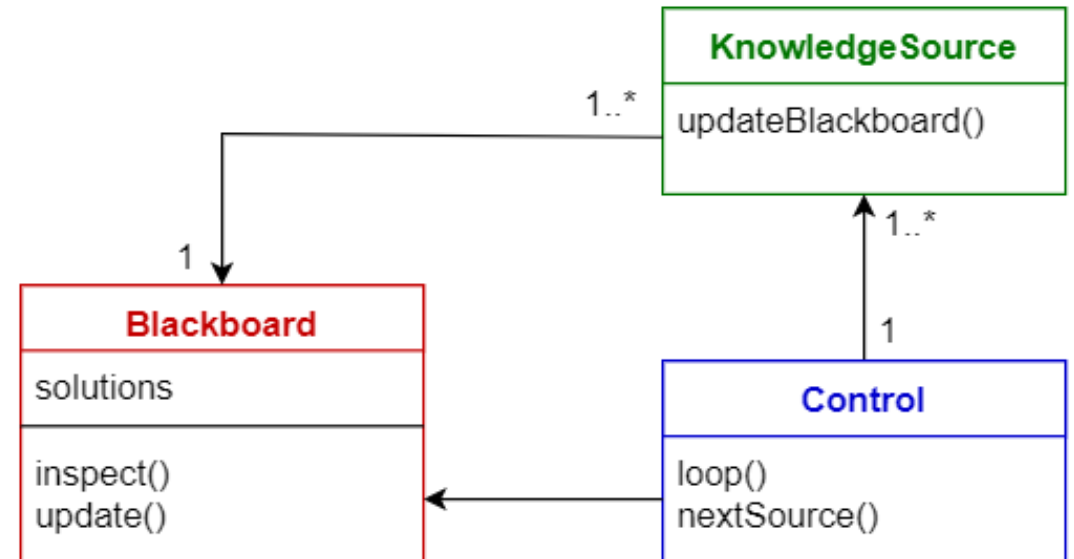 KnowledgeSource
updateBlackboard()
1..*
1..*
1
1
Blackboard
solutions
inspect()
update()
Control
loop()
nextSource()